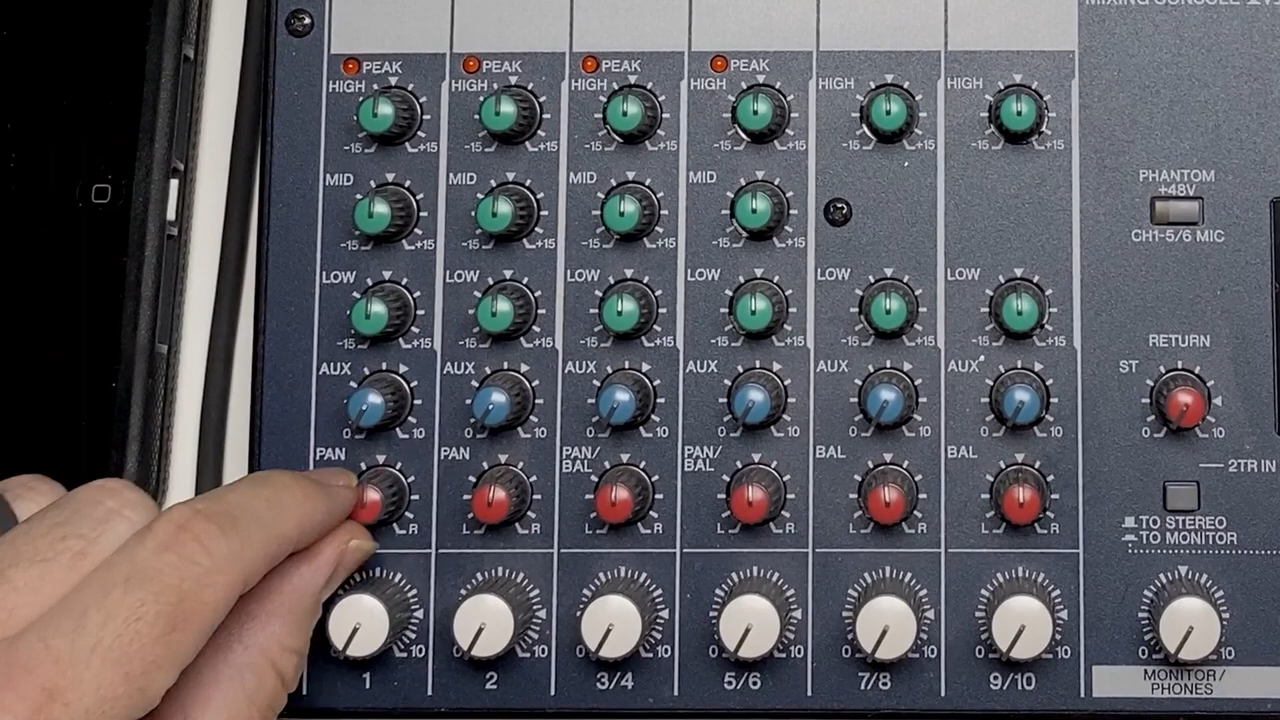 MIXING CONSOLE
PEAK PEAK PEAK PEAK
HIGH HIGH HIGH HIGH HIGH HIGH
-15 +15 -15 +15 -15 +15 -15 +15 -15 +15 -15 +15
MID MID MID MID
-15 +15 -15 +15 -15 +15 -15 +15
PHANTOM
+48V
CH1-5/6 MIC
LOW LOW LOW LOW LOW LOW
-15 +15 -15 +15 -15 +15 -15 +15 -15 +15 -15 +15
RETURN
AUX AUX AUX AUX AUX AUX ST
0 10 0 10 0 10 0 10 0 10 0 10 0 10
PAN PAN PAN/ PAN/ BAL BAL
BAL BAL
2TR IN
R L R L R L R L R L R
TO STEREO
TO MONITOR
10 0 10 0 10 0 10 0 10 0 10 0 10
1 2 3/4 5/6 7/8 9/10
MONITOR/
PHONES